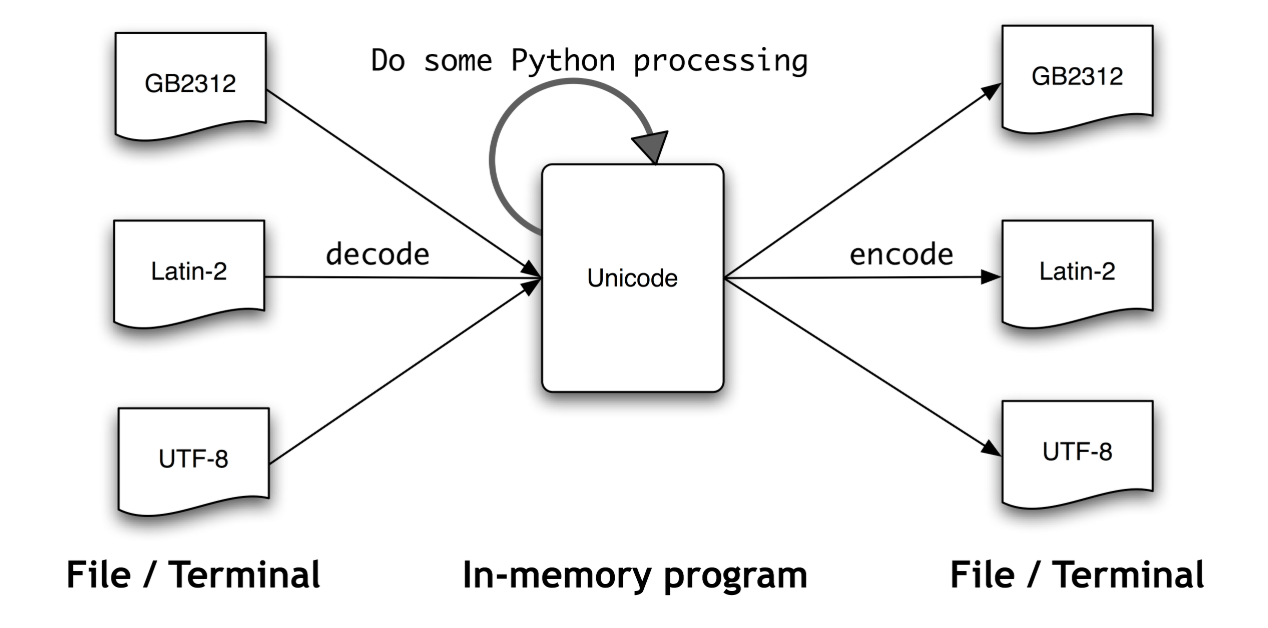 Do some Python processing
GB2312
GB2312
decode
encode
Latin-2
Unicode
Latin-2
UTF-8
UTF-8
File / Terminal
In-memory program
File / Terminal